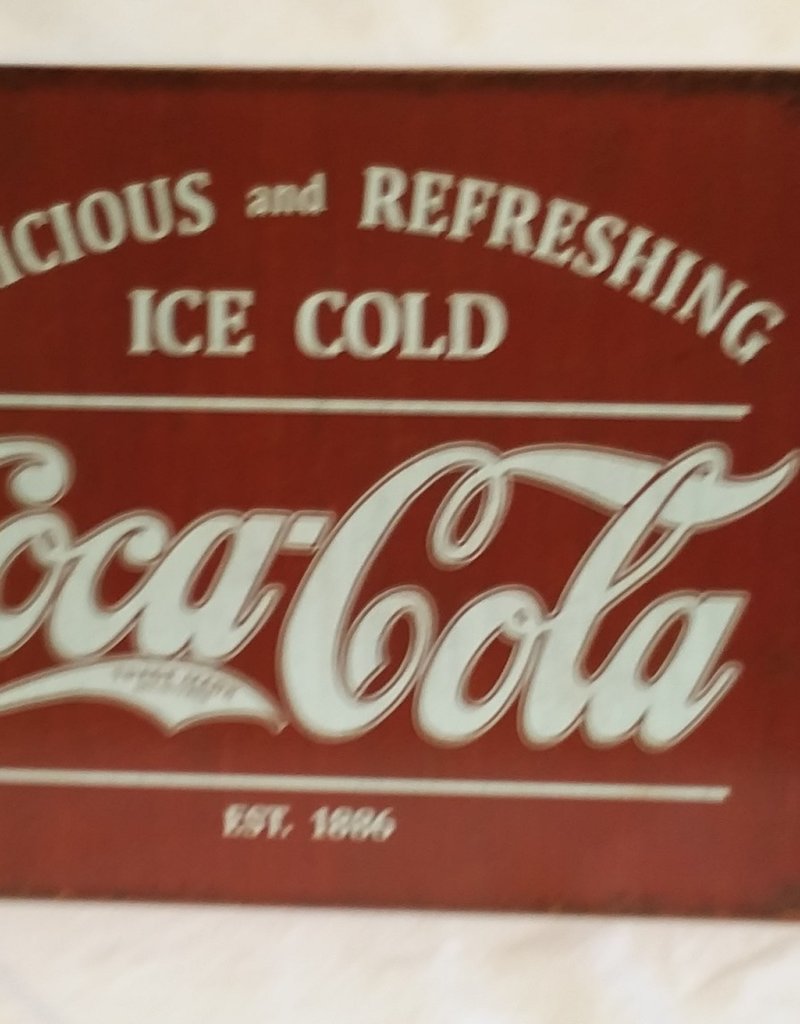 ICIOUS and REFRESHING
ICE COLD
Coca-Cola
EST. 1886